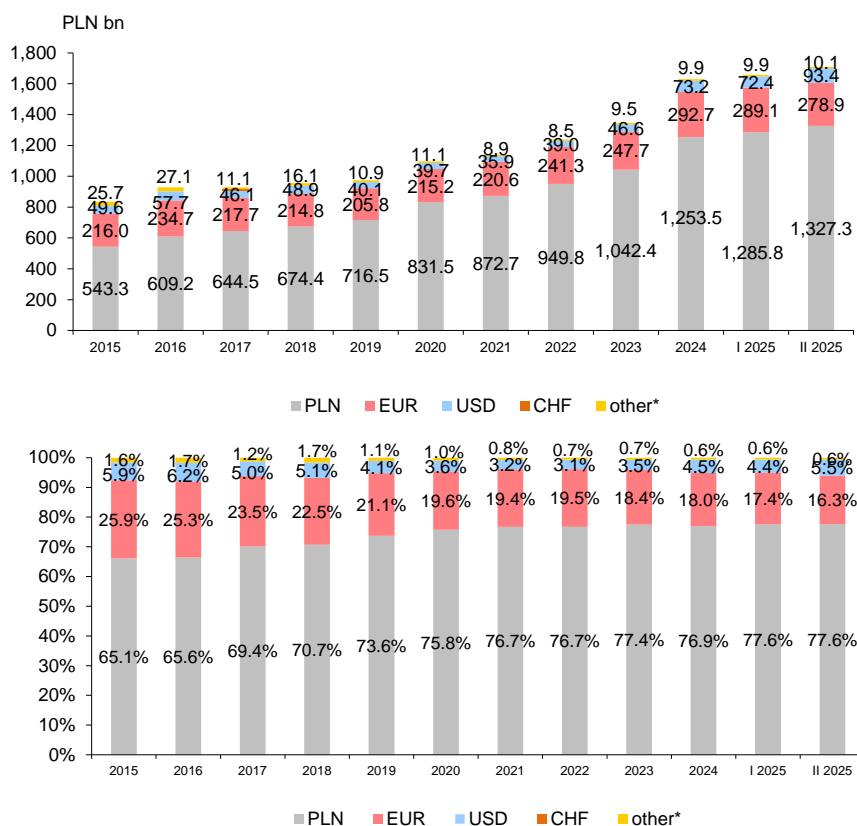 PLN bn
1,800
1,600
1,400
1,200
1,000
800
600
400
200
0
25.7 27.1 11.1 16.1 10.9 11.1 8.9 8.5 9.5 9.9 9.9 10.1
49.6 57.7 46.1 48.9 40.1 39.7 35.9 39.0 46.6 73.2 72.4 93.4
216.0 234.7 217.7 214.8 205.8 215.2 220.6 241.3 247.7 292.7 289.1 278.9
543.3 609.2 644.5 674.4 716.5 831.5 872.7 949.8 1,042.4 1,253.5 1,285.8 1,327.3
2015 2016 2017 2018 2019 2020 2021 2022 2023 2024 I 2025 II 2025
PLN EUR USD CHF other*
100%
90%
80%
70%
60%
50%
40%
30%
20%
10%
0%
1.6% 1.7% 1.2% 1.7% 1.1% 1.0% 0.8% 0.7% 0.7% 0.6% 0.6% 0.6%
5.9% 6.2% 5.0% 5.1% 4.1% 3.6% 3.2% 3.1% 3.5% 4.5% 4.4% 5.5%
25.9% 25.3% 23.5% 22.5% 21.1% 19.6% 19.4% 19.5% 18.4% 18.0% 17.4% 16.3%
65.1% 65.6% 69.4% 70.7% 73.6% 75.8% 76.7% 76.7% 77.4% 76.9% 77.6% 77.6%
2015 2016 2017 2018 2019 2020 2021 2022 2023 2024 I 2025 II 2025
PLN EUR USD CHF other*